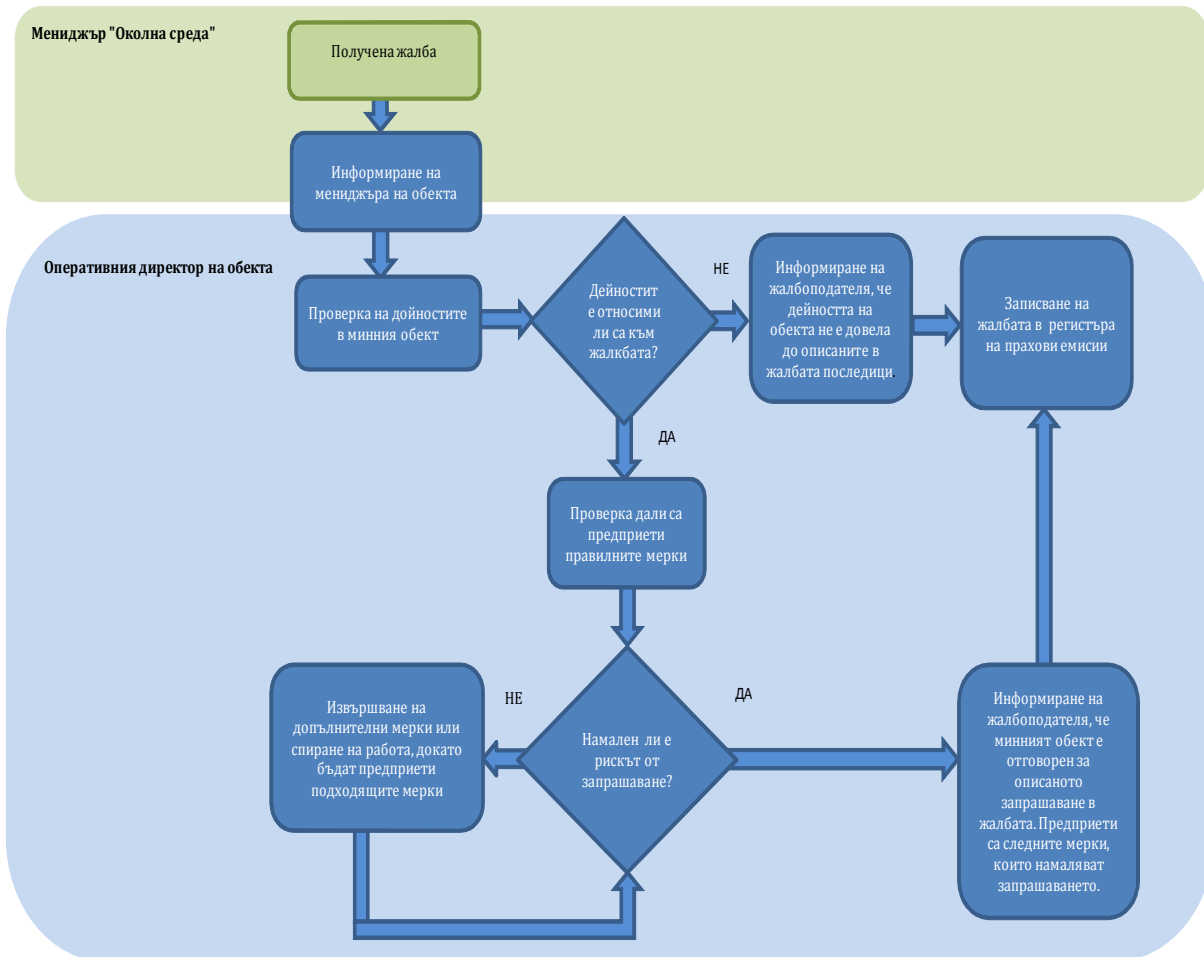 Мениджър "Околна среда"
Получена жалба
Информиране на
мениджъра на обекта
Оперативния директор на обекта
Проверка на дойностите
в минния обект
Дейностит
е относими
ли са към
жалкбата?
НЕ
Информиране на
жалбоподателя, че
дейността на
обекта не е довела
до описаните в
жалбата последици.
Записване на
жалбата в регистъра
на прахови емисии
ДА
Проверка дали са
предприети
правилните мерки
Намален ли е
рискът от
запрашаване?
НЕ
Извършване на
допълнителни мерки или
спиране на работа, докато
бъдат предприети
подходящите мерки
ДА
Информиране на
жалбоподателя, че
минният обект е
отговорен за
описаното
запрашаване в
жалбата. Предприети
са следните мерки,
които намаляват
запрашаването.